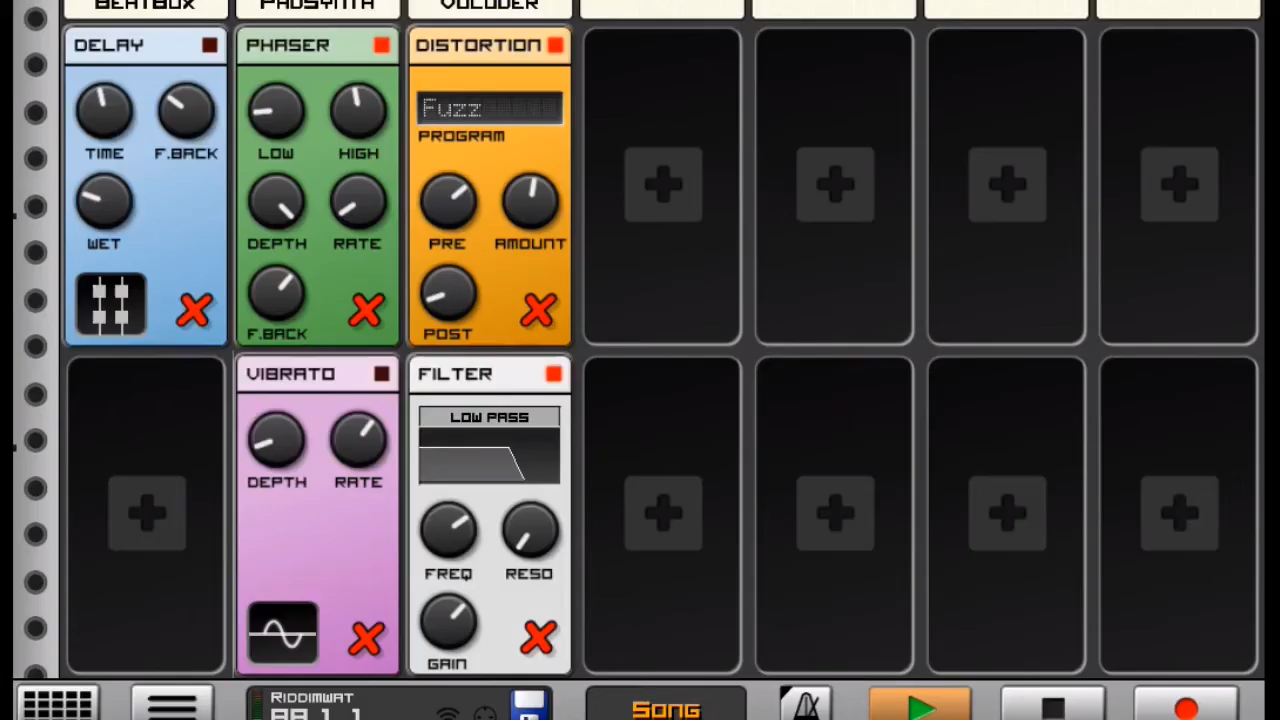 BEATBOX PADSYNTH VOCODER
DELAY PHASER DISTORTION
Fuzz
PROGRAM
TIME F.BACK LOW HIGH
PRE AMOUNT
WET DEPTH RATE
F.BACK POST
VIBRATO FILTER
LOW PASS
DEPTH RATE
FREQ RESO
GAIN
RIDDIMWAT
Song